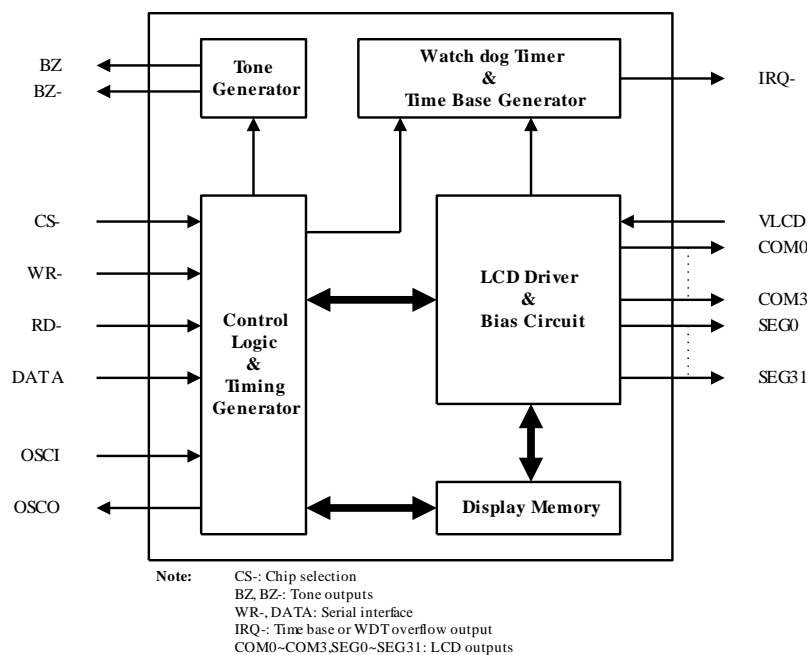 BZ
BZ-
Tone
Generator
Watch dog Timer
&
Time Base Generator
IRQ-
CS-
WR-
RD-
DATA
OSCI
OSCO
Control
Logic
&
Timing
Generator
LCD Driver
&
Bias Circuit
VLCD
COM0
COM3
SEG0
SEG31
Display Memory
Note: CS-: Chip selection
BZ, BZ-: Tone outputs
WR-, DATA: Serial interface
IRQ-: Time base or WDT overflow output
COM0~COM3,SEG0~SEG31: LCD outputs